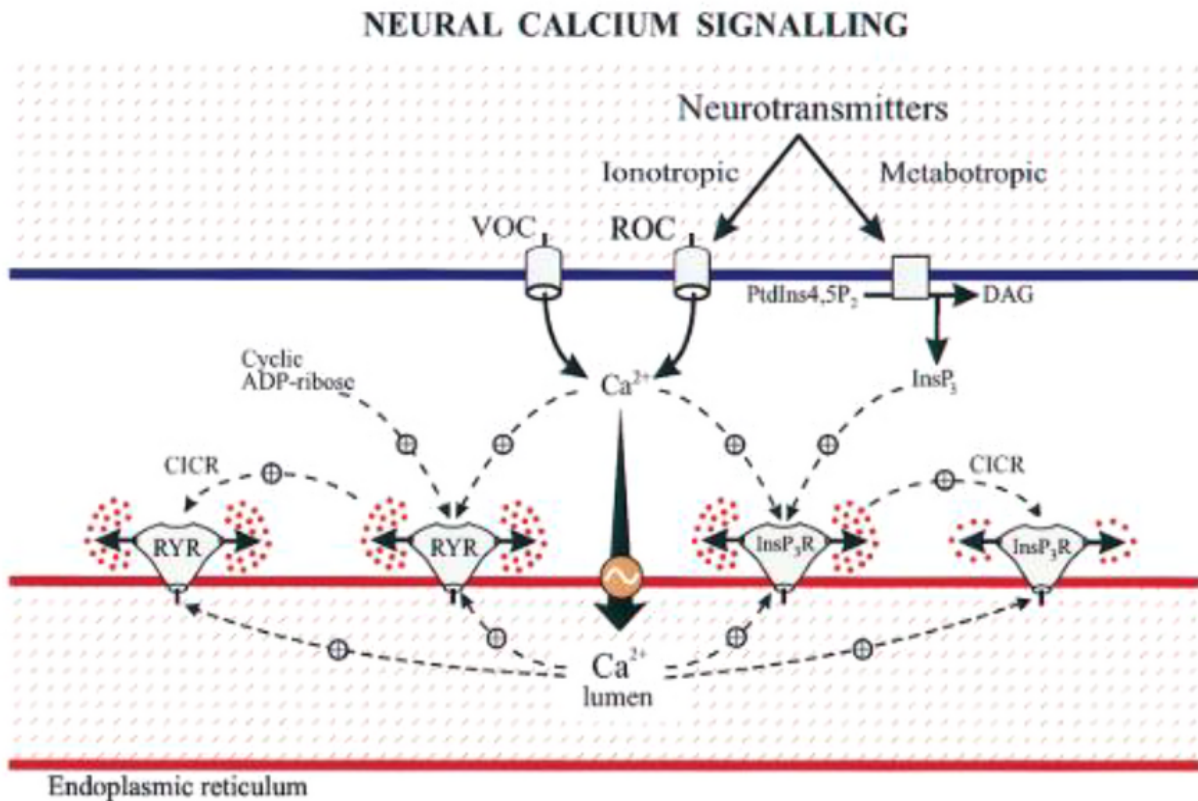 NEURAL CALCIUM SIGNALLING
Neurotransmitters
Ionotropic
Metabotropic
VOC
ROC
PtdIns4,5P₂
DAG
Cyclic
ADP-ribose
Ca²⁺
InsP₃
CICR
CICR
RYR
RYR
InsP₃R
InsP₃R
Ca²⁺
lumen
Endoplasmic reticulum